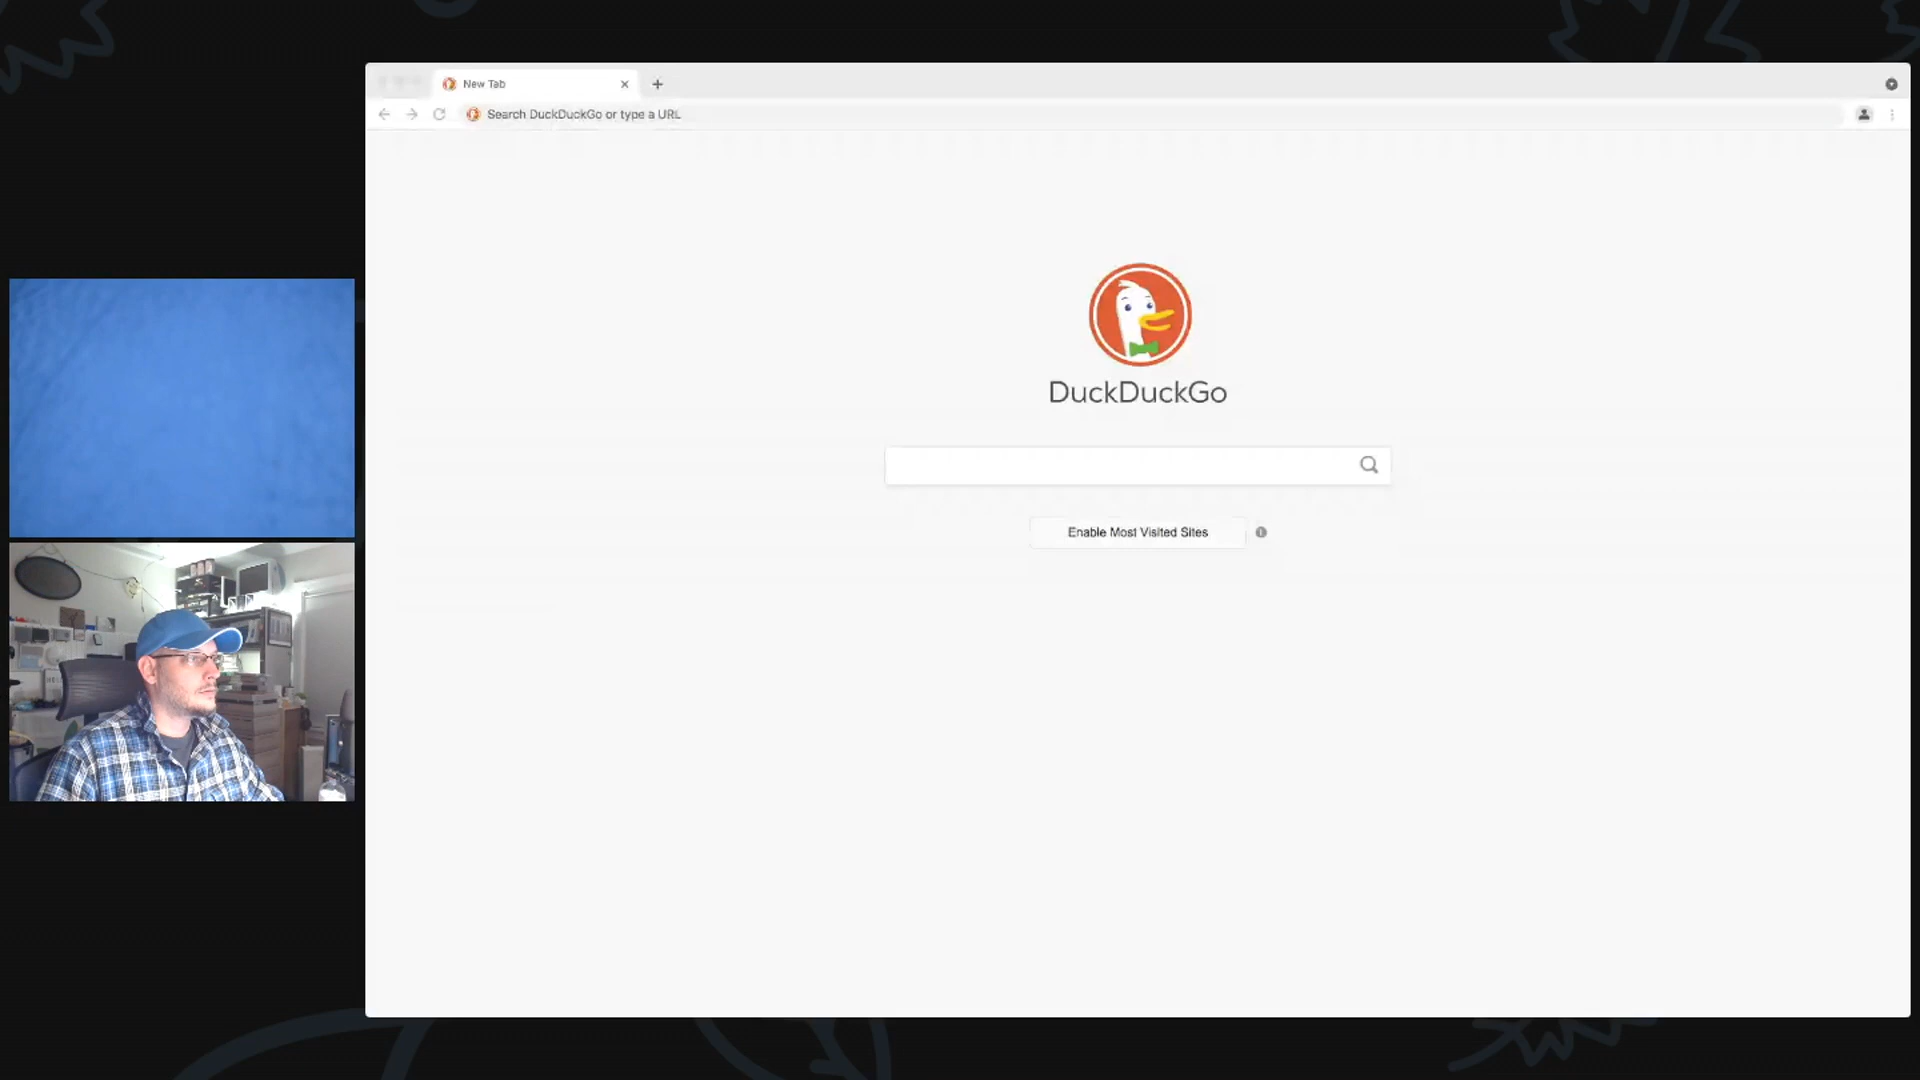 New Tab
Search DuckDuckGo or type a URL
DuckDuckGo
Enable Most Visited Sites